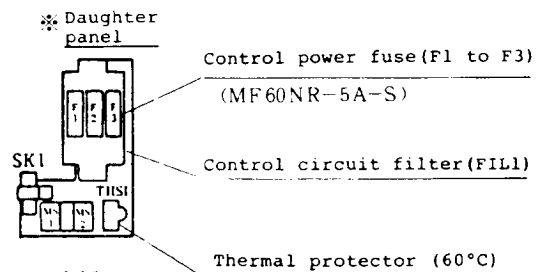 ※ Daughter
panel
Control power fuse(F1 to F3)
(MF60NR-5A-S)
F1 F2 F3
Control circuit filter(FIL1)
SK1
THS1
MS1 MS2
Thermal protector (60°C)